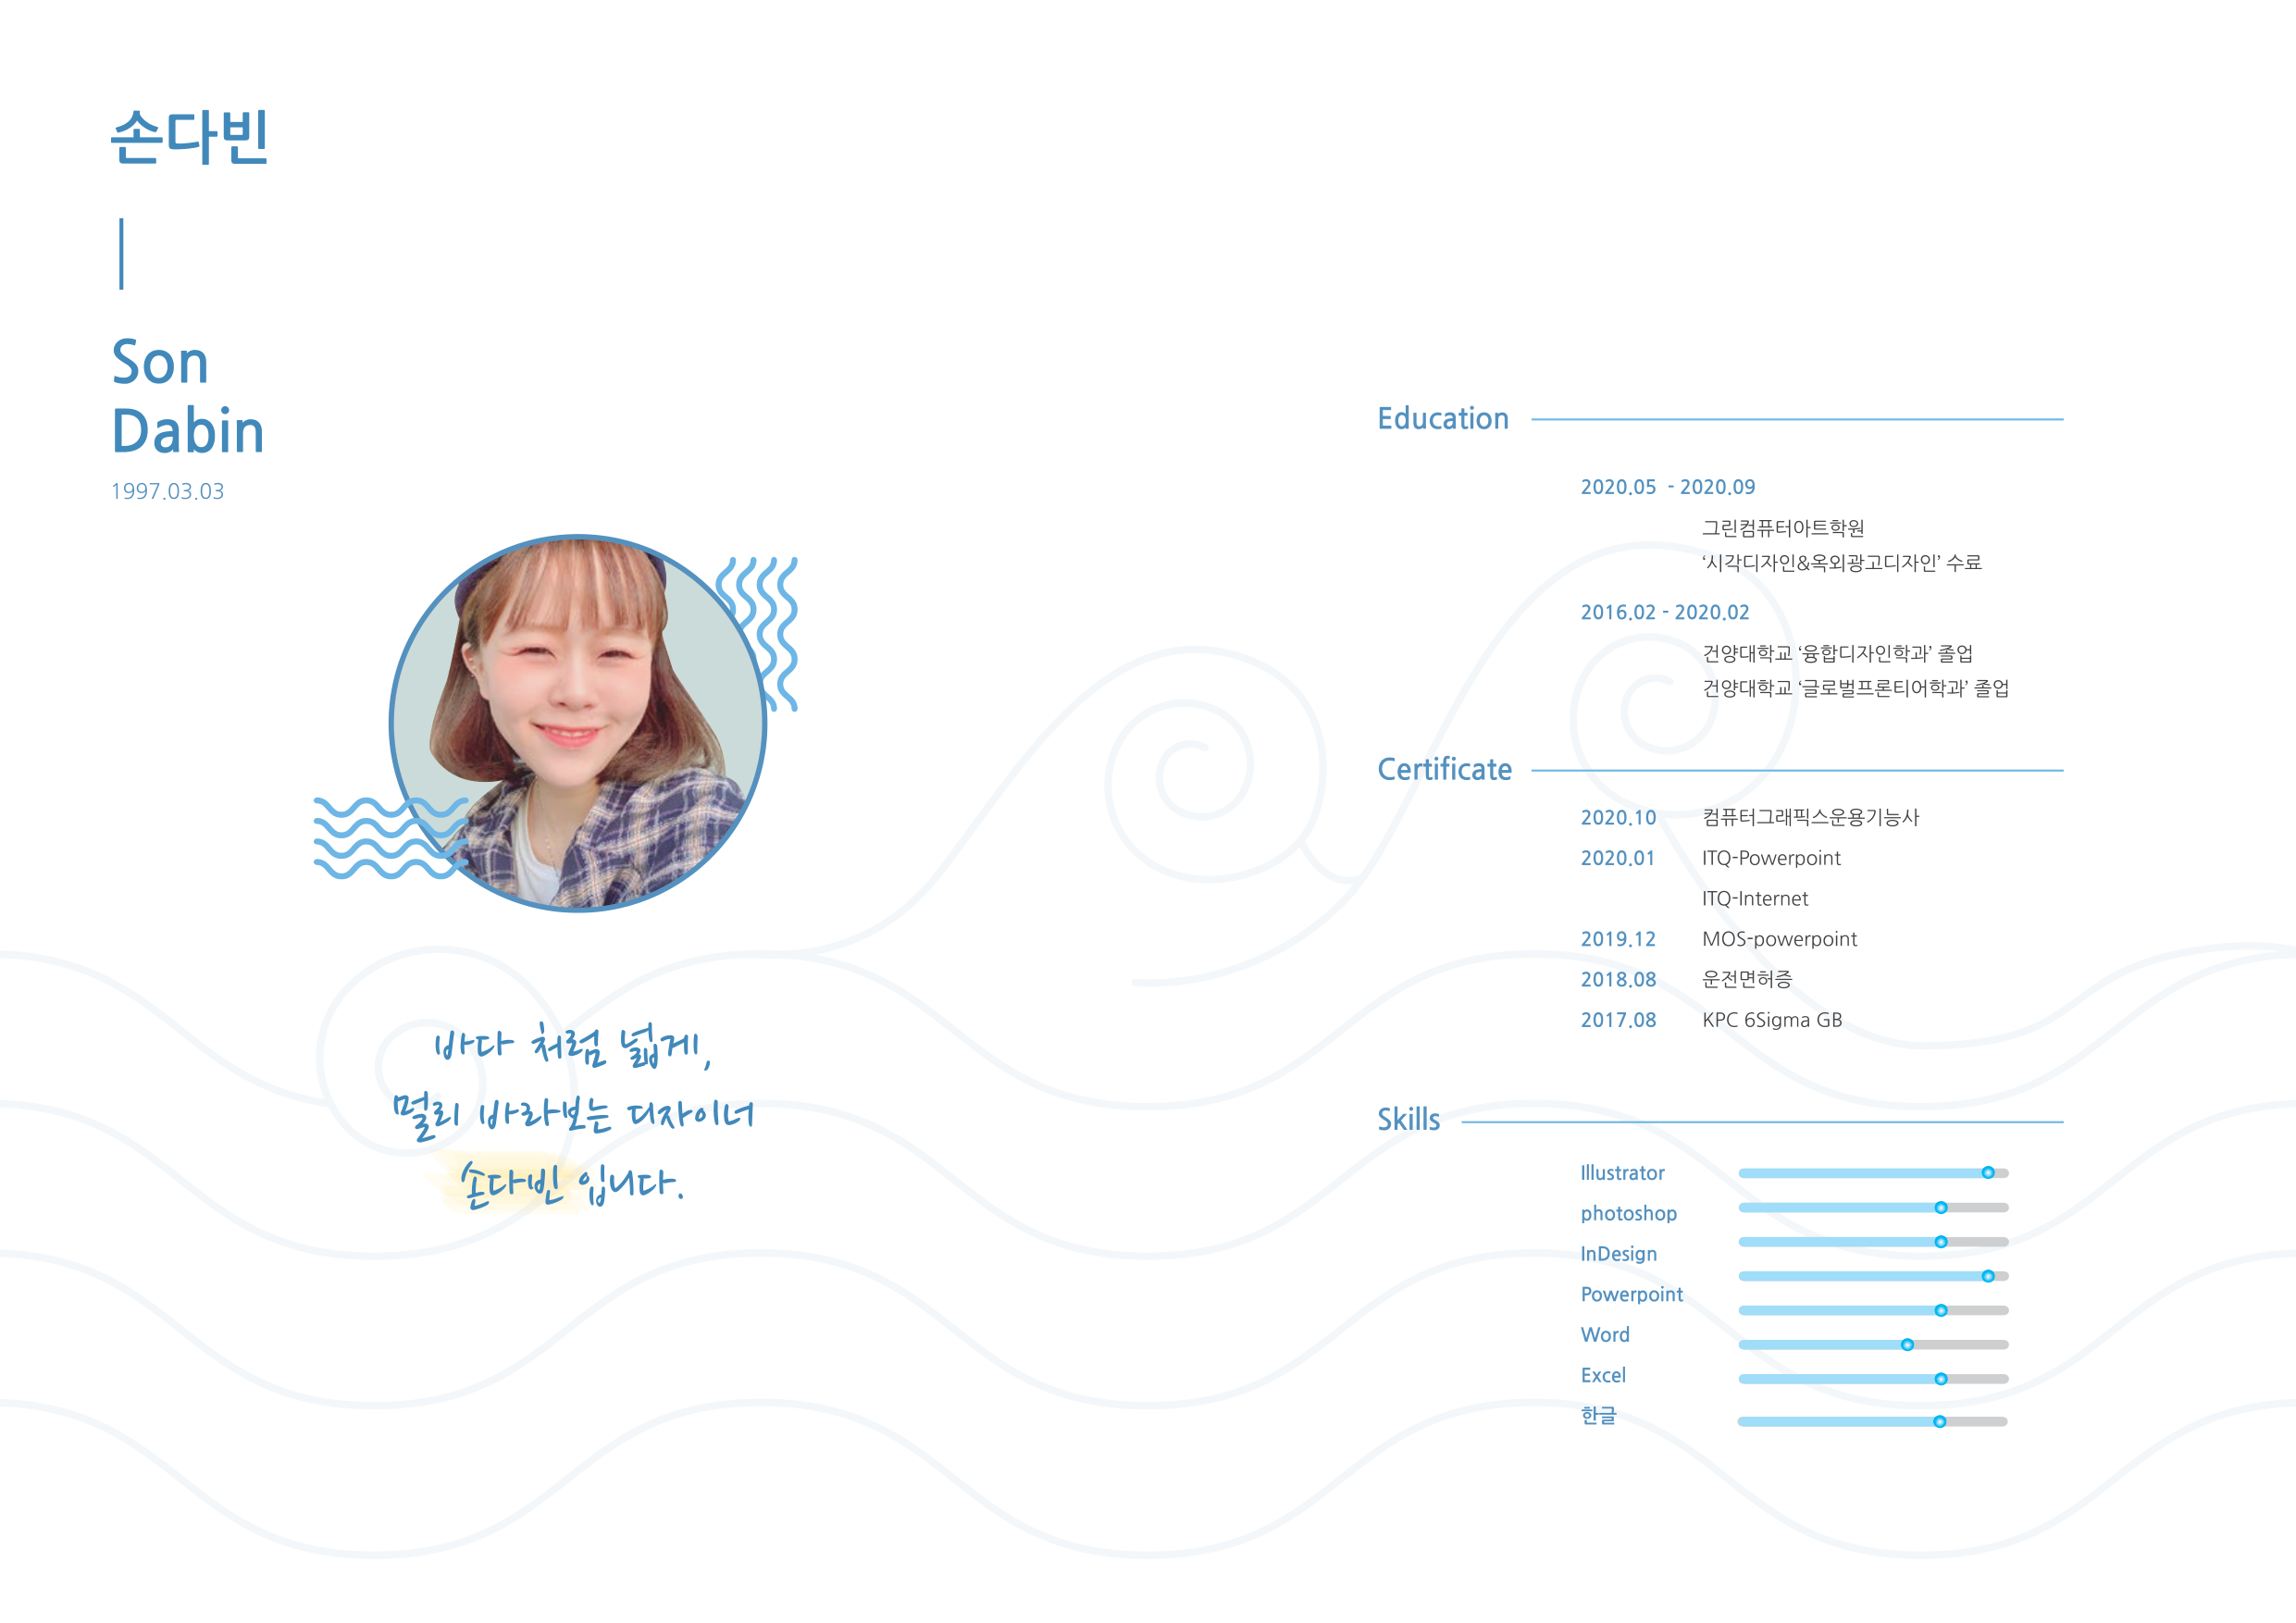 손다빈
Son
Dabin
1997.03.03
바다 처럼 넓게,
멀리 바라보는 디자이너
손다빈 입니다.
Education
2020.05 - 2020.09
그린컴퓨터아트학원
‘시각디자인&옥외광고디자인’ 수료
2016.02 - 2020.02
건양대학교 ‘융합디자인학과’ 졸업
건양대학교 ‘글로벌프론티어학과’ 졸업
Certificate
2020.10 컴퓨터그래픽스운용기능사
2020.01 ITQ-Powerpoint
ITQ-Internet
2019.12 MOS-powerpoint
2018.08 운전면허증
2017.08 KPC 6Sigma GB
Skills
Illustrator
photoshop
InDesign
Powerpoint
Word
Excel
한글